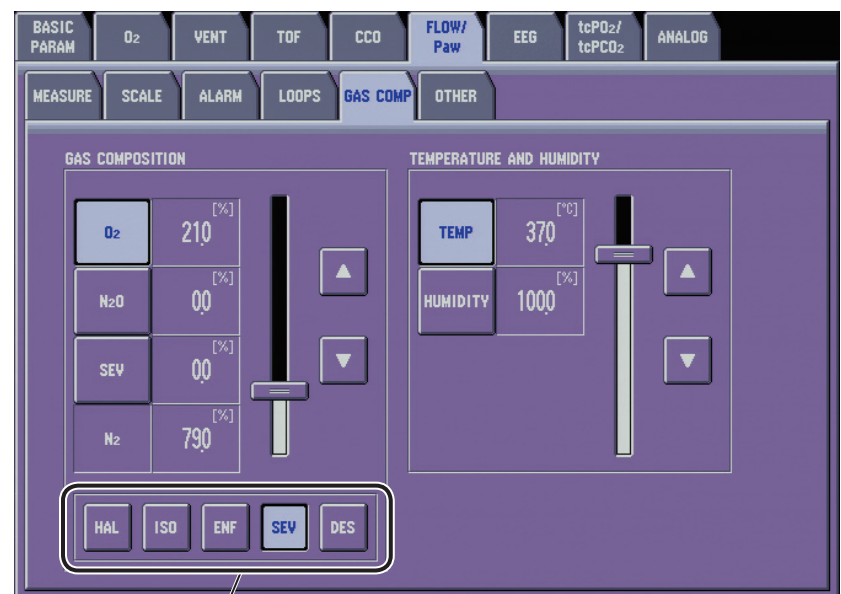 BASIC PARAM O₂ VENT TOF CCO FLOW/ Paw EEG tcPO₂/ tcPCO₂ ANALOG
MEASURE SCALE ALARM LOOPS GAS COMP OTHER
GAS COMPOSITION TEMPERATURE AND HUMIDITY
O₂ 21.0 [%] TEMP 37.0 [°C]
▲ ▲
N₂O 0.0 [%] HUMIDITY 100.0 [%]
SEV 0.0 [%]
▼ ▼
N₂ 79.0 [%]
HAL ISO ENF SEV DES